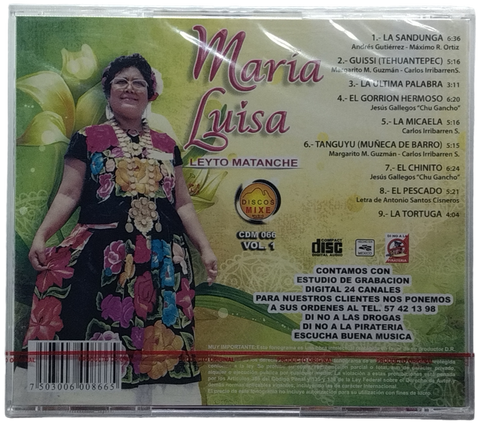 María
Luisa
LEYTO MATANCHE
DISCOS
MIXE
CDM 066
VOL. 1
1.- LA SANDUNGA 6:36
Andrés Gutiérrez - Máximo R. Ortiz
2.- GUISSI (TEHUANTEPEC) 5:16
Margarito M. Guzmán - Carlos Irribarren S.
3.- LA ULTIMA PALABRA 3:11
4.- EL GORRION HERMOSO 6:20
Jesús Gallegos "Chu Gancho"
5.- LA MICAELA 5:16
Carlos Irribarren S.
6.- TANGUYU (MUÑECA DE BARRO) 5:15
Margarito M. Guzmán - Carlos Irribarren S.
7.- EL CHINITO 6:24
Jesús Gallegos "Chu Gancho"
8.- EL PESCADO 5:21
Letra de Antonio Santos Cisneros
9.- LA TORTUGA 4:04
disc
DIGITAL AUDIO
CONTAMOS CON
ESTUDIO DE GRABACION
DIGITAL 24 CANALES
PARA NUESTROS CLIENTES NOS PONEMOS
A SUS ORDENES AL TEL. 57 42 13 98
DI NO A LAS DROGAS
DI NO A LA PIRATERIA
ESCUCHA BUENA MUSICA
MUY IMPORTANTE:
7 503006 008665